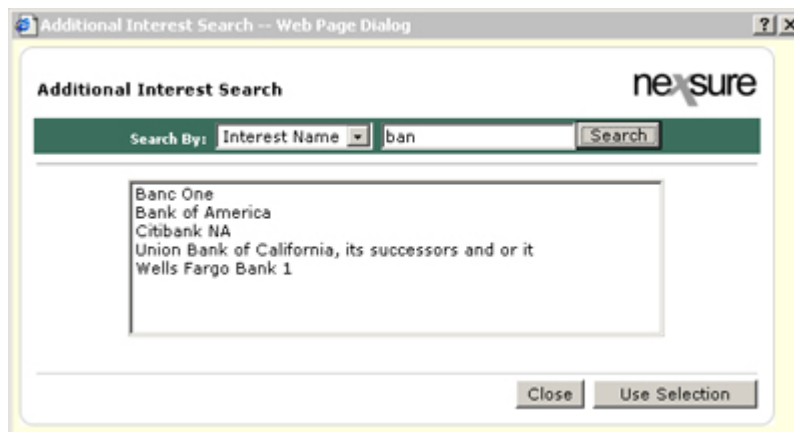 Additional Interest Search -- Web Page Dialog
Additional Interest Search
nexsure
Search By: Interest Name ban Search
Banc One
Bank of America
Citibank NA
Union Bank of California, its successors and or it
Wells Fargo Bank 1
Close Use Selection